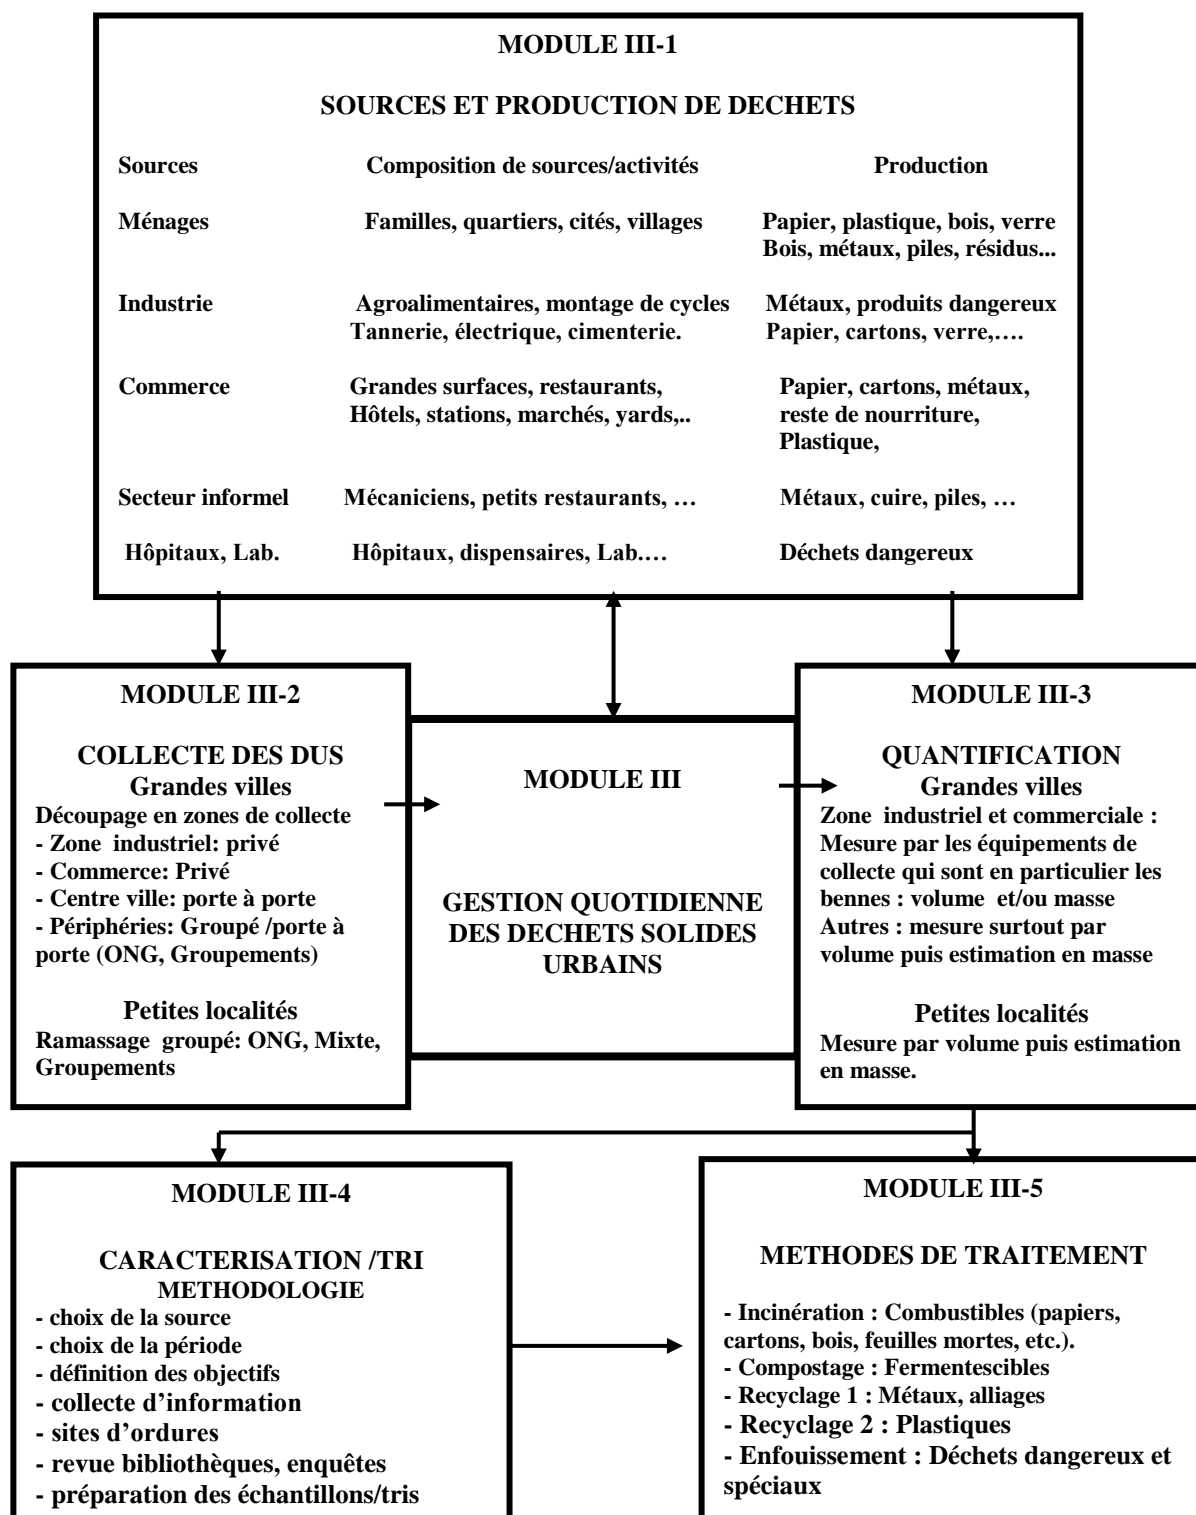 MODULE III-1
SOURCES ET PRODUCTION DE DECHETS
Sources Composition de sources/activités Production
Ménages Familles, quartiers, cités, villages Papier, plastique, bois, verre
Bois, métaux, piles, résidus...
Industrie Agroalimentaires, montage de cycles Métaux, produits dangereux
Tannerie, électrique, cimenterie. Papier, cartons, verre,….
Commerce Grandes surfaces, restaurants, Papier, cartons, métaux,
Hôtels, stations, marchés, yards,.. reste de nourriture,
Plastique,
Secteur informel Mécaniciens, petits restaurants, … Métaux, cuire, piles, …
Hôpitaux, Lab. Hôpitaux, dispensaires, Lab.… Déchets dangereux
MODULE III-2
COLLECTE DES DUS
Grandes villes
Découpage en zones de collecte
- Zone industriel: privé
- Commerce: Privé
- Centre ville: porte à porte
- Périphéries: Groupé /porte à
porte (ONG, Groupements)
Petites localités
Ramassage groupé: ONG, Mixte,
Groupements
MODULE III
GESTION QUOTIDIENNE
DES DECHETS SOLIDES
URBAINS
MODULE III-3
QUANTIFICATION
Grandes villes
Zone industriel et commerciale :
Mesure par les équipements de
collecte qui sont en particulier les
bennes : volume et/ou masse
Autres : mesure surtout par
volume puis estimation en masse
Petites localités
Mesure par volume puis estimation
en masse.
MODULE III-4
CARACTERISATION /TRI
METHODOLOGIE
- choix de la source
- choix de la période
- définition des objectifs
- collecte d’information
- sites d’ordures
- revue bibliothèques, enquêtes
- préparation des échantillons/tris
MODULE III-5
METHODES DE TRAITEMENT
- Incinération : Combustibles (papiers,
cartons, bois, feuilles mortes, etc.).
- Compostage : Fermentescibles
- Recyclage 1 : Métaux, alliages
- Recyclage 2 : Plastiques
- Enfouissement : Déchets dangereux et
spéciaux